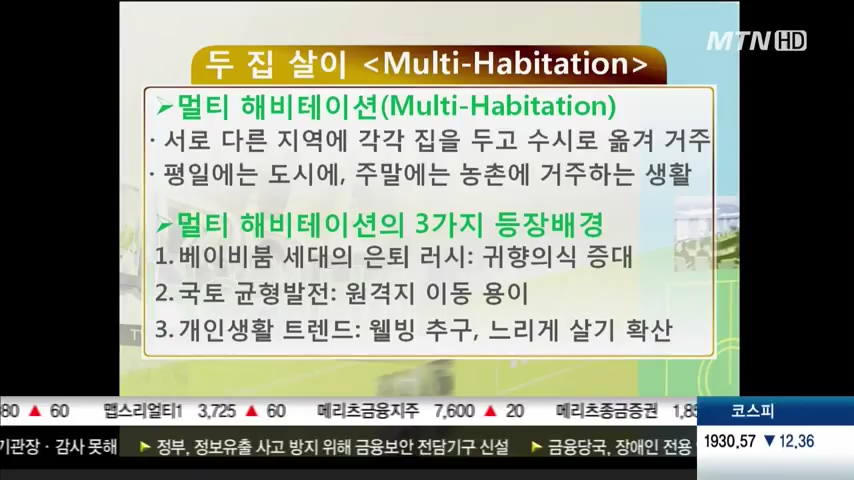 MTN HD
두 집 살이 <Multi-Habitation>
➢멀티 해비테이션(Multi-Habitation)
· 서로 다른 지역에 각각 집을 두고 수시로 옮겨 거주
· 평일에는 도시에, 주말에는 농촌에 거주하는 생활
➢멀티 해비테이션의 3가지 등장배경
1. 베이비붐 세대의 은퇴 러시: 귀향의식 증대
2. 국토 균형발전: 원격지 이동 용이
3. 개인생활 트렌드: 웰빙 추구, 느리게 살기 확산
▲ 60 맵스리얼티1 3,725 ▲ 60 메리츠금융지주 7,600 ▲ 20 메리츠종금증권
코스피
기관장 · 감사 못해 ▶ 정부, 정보유출 사고 방지 위해 금융보안 전담기구 신설 ▶ 금융당국, 장애인 전용
1930.57 ▼12.36